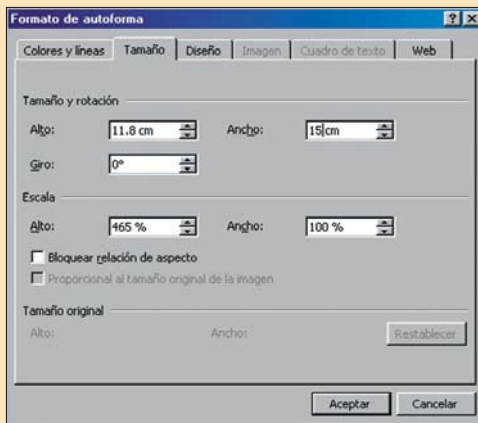 Formato de autoforma
Colores y líneas Tamaño Diseño Imagen Cuadro de texto Web
Tamaño y rotación
Alto: 11.8 cm Ancho: 15 cm
Giro: 0°
Escala
Alto: 465 % Ancho: 100 %
Bloquear relación de aspecto
Proporcional al tamaño original de la imagen
Tamaño original
Alto: Ancho: Restablecer
Aceptar Cancelar